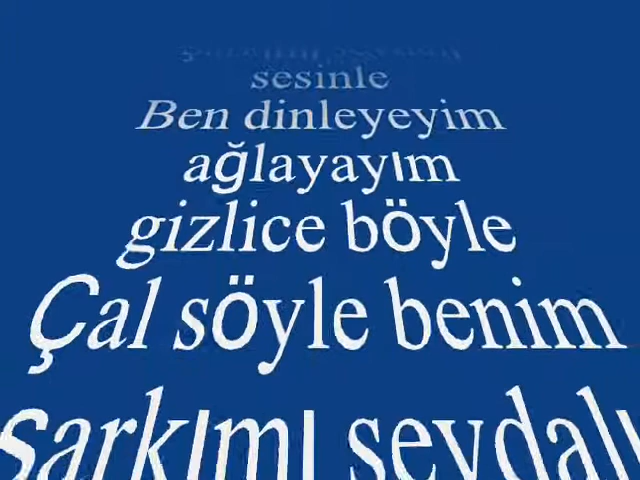 sesinle
Ben dinleyeyim
ağlayayım
gizlice böyle
Çal söyle benim
şarkımı sevdalı